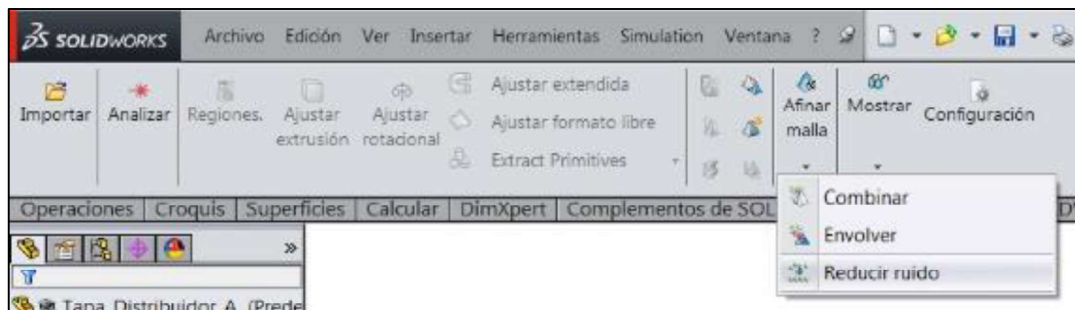 SOLIDWORKS Archivo Edición Ver Insertar Herramientas Simulation Ventana ?
Importar Analizar Regiones. Ajustar extrusión Ajustar rotacional
Ajustar extendida
Ajustar formato libre
Extract Primitives
Afinar malla
Mostrar
Configuración
Combinar
Envolver
Reducir ruido
Operaciones Croquis Superficies Calcular DimXpert Complementos de SOL
»
Tapa Distribuidor A (Prede